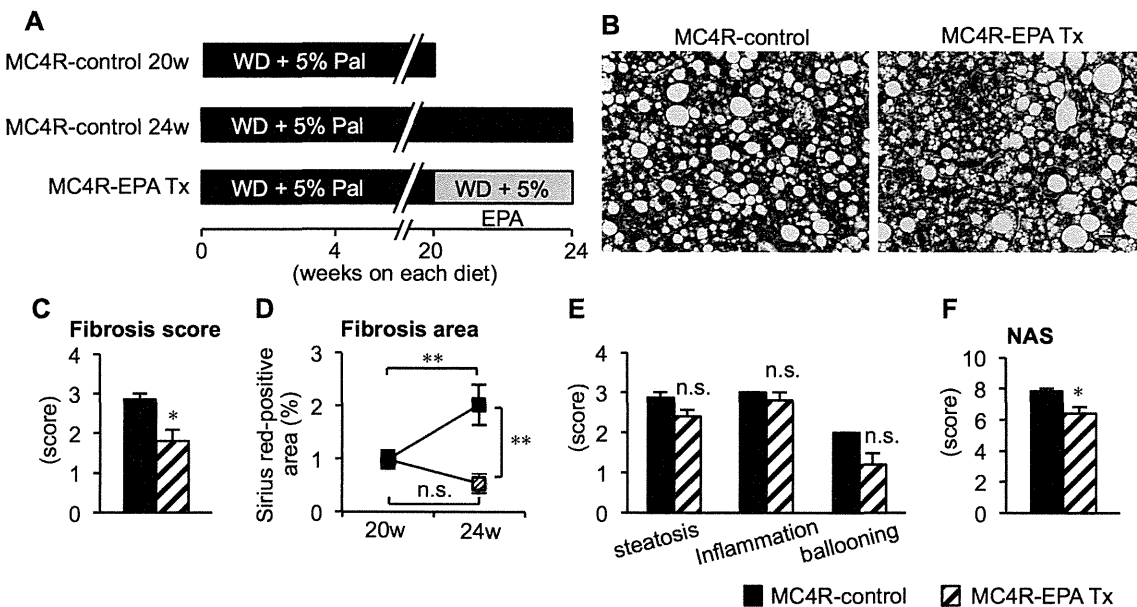 A
MC4R-control 20w
WD + 5% Pal
MC4R-control 24w
WD + 5% Pal
MC4R-EPA Tx
WD + 5% Pal
WD + 5%
EPA
0
4
20
24
(weeks on each diet)
B
MC4R-control
MC4R-EPA Tx
C
Fibrosis score
(score)
4
3
2
1
0
*
D
Fibrosis area
Sirius red-positive
area (%)
3
2
1
0
**
**
n.s.
20w
24w
E
(score)
4
3
2
1
0
n.s.
n.s.
n.s.
steatosis
Inflammation
ballooning
F
NAS
(score)
10
8
6
4
2
0
*
MC4R-control
MC4R-EPA Tx